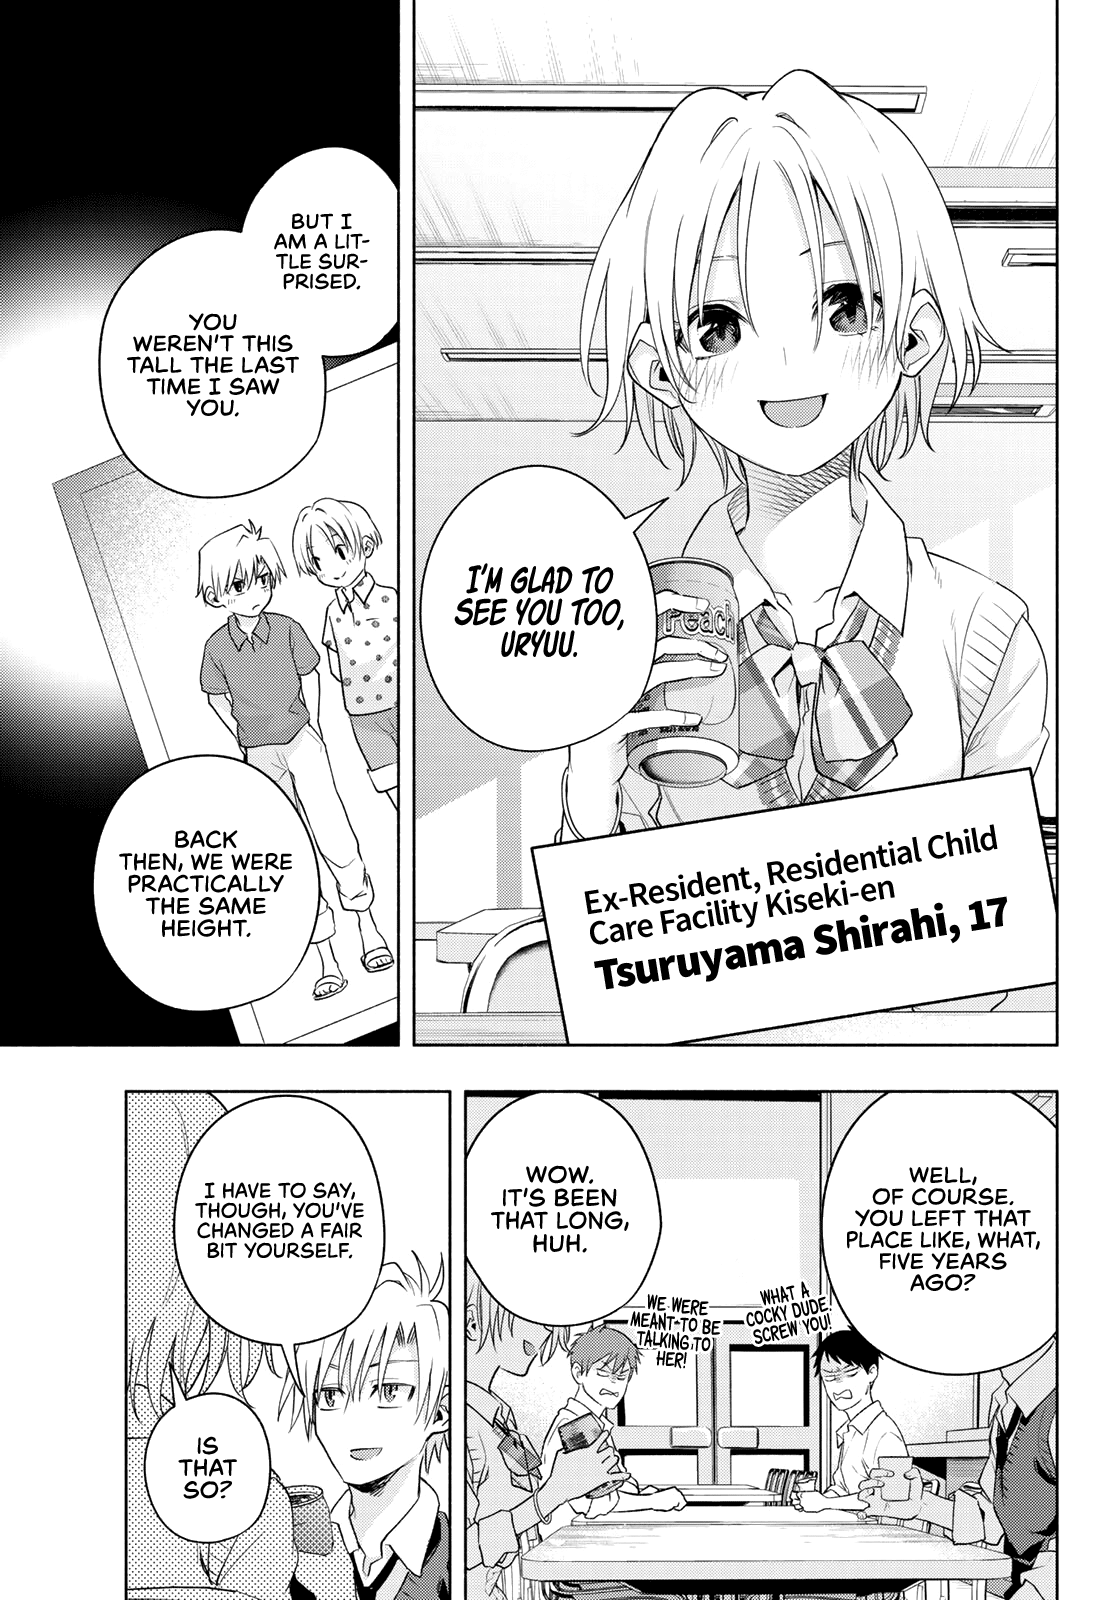 I'M GLAD TO
SEE YOU TOO,
URYUU.
Peach
Ex-Resident, Residential Child
Care Facility Kiseki-en
Tsuruyama Shirahi, 17
BUT I
AM A LIT-
TLE SUR-
PRISED.
YOU
WEREN'T THIS
TALL THE LAST
TIME I SAW
YOU.
BACK
THEN, WE WERE
PRACTICALLY
THE SAME
HEIGHT.
WELL,
OF COURSE.
YOU LEFT THAT
PLACE LIKE, WHAT,
FIVE YEARS
AGO?
WHAT A
COCKY DUDE!
SCREW YOU!
WE WERE
MEANT TO BE
TALKING TO
HER!
WOW.
IT'S BEEN
THAT LONG,
HUH.
I HAVE TO SAY,
THOUGH, YOU'VE
CHANGED A FAIR
BIT YOURSELF.
IS
THAT
SO?